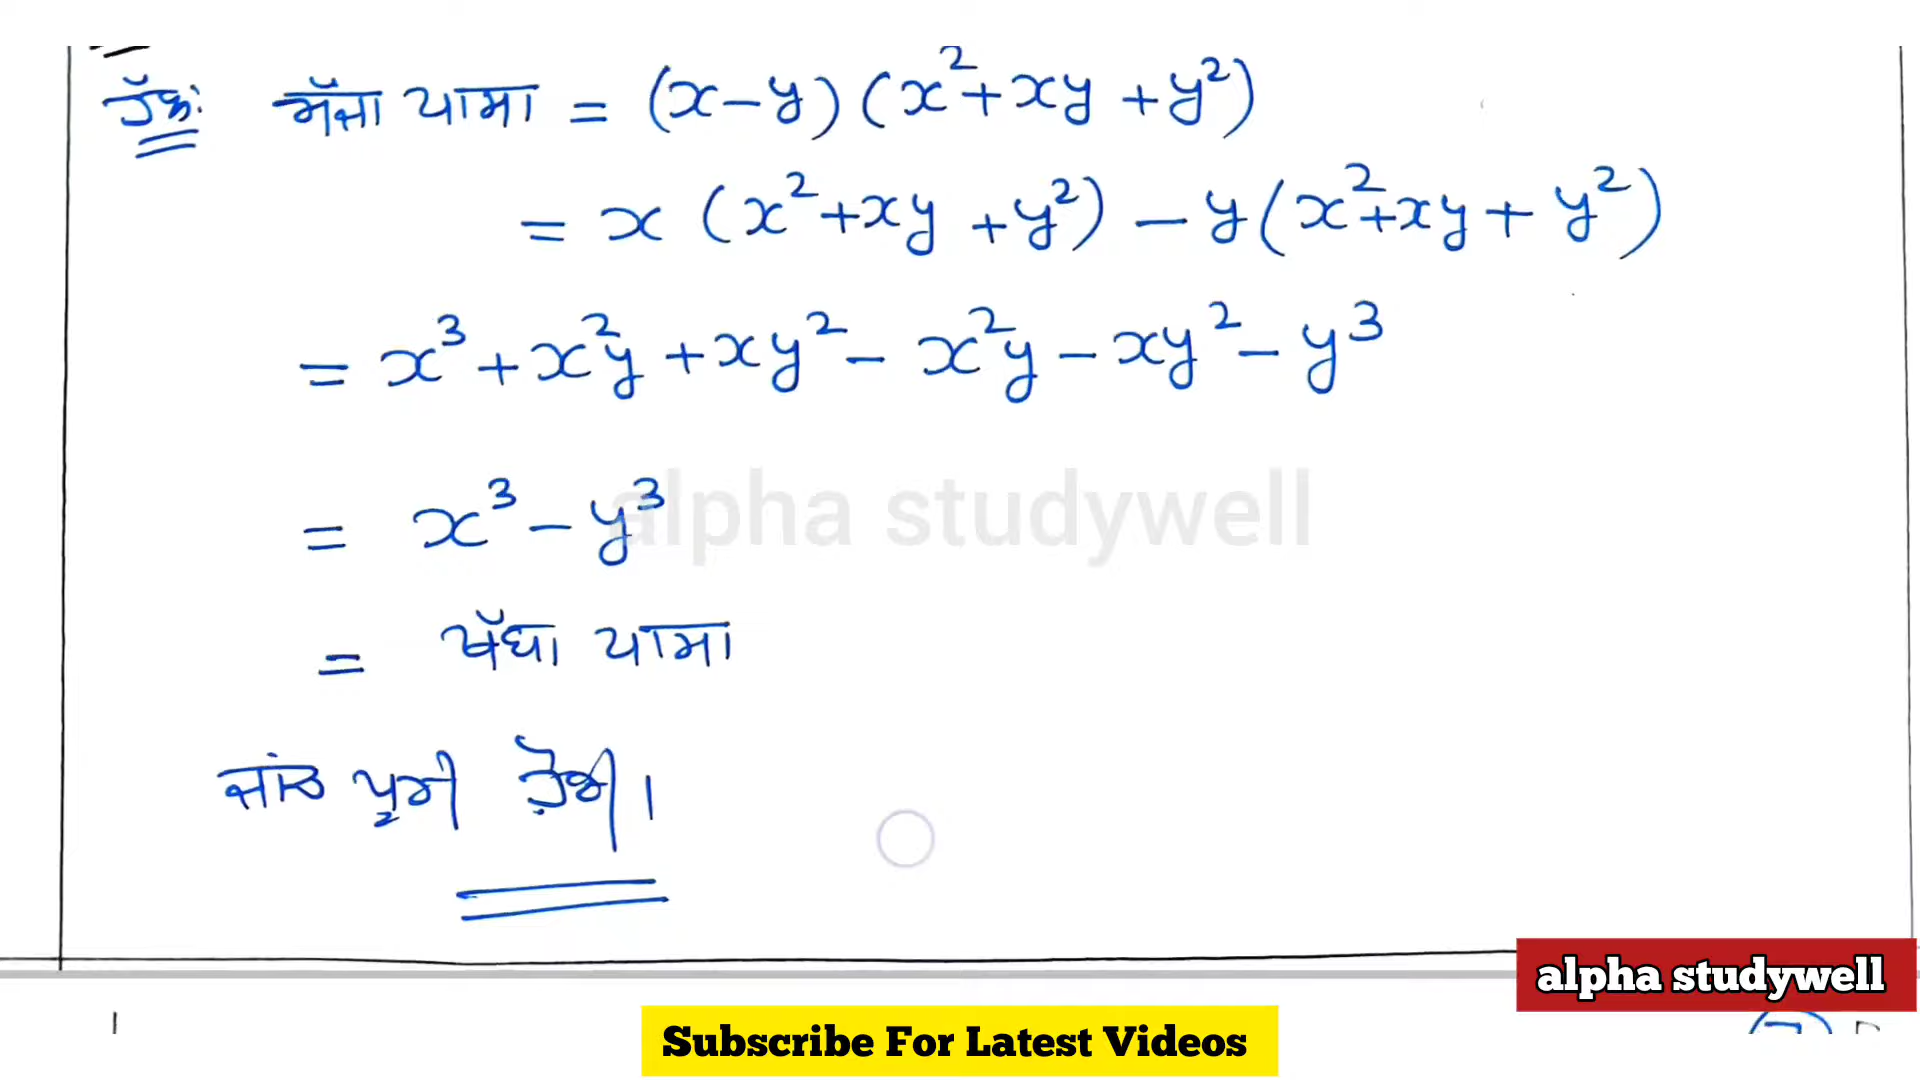 ਹੱਲ: ਸੱਜਾ ਪਾਸਾ = (x-y)(x²+xy+y²)
= x (x²+xy+y²) - y(x²+xy+y²)
= x³+x²y+xy²-x²y-xy²-y³
= x³-y³
= ਖੱਬਾ ਪਾਸਾ
ਜਾਂਚ ਪੂਰੀ ਹੋਈ।
alpha studywell
alpha studywell
Subscribe For Latest Videos